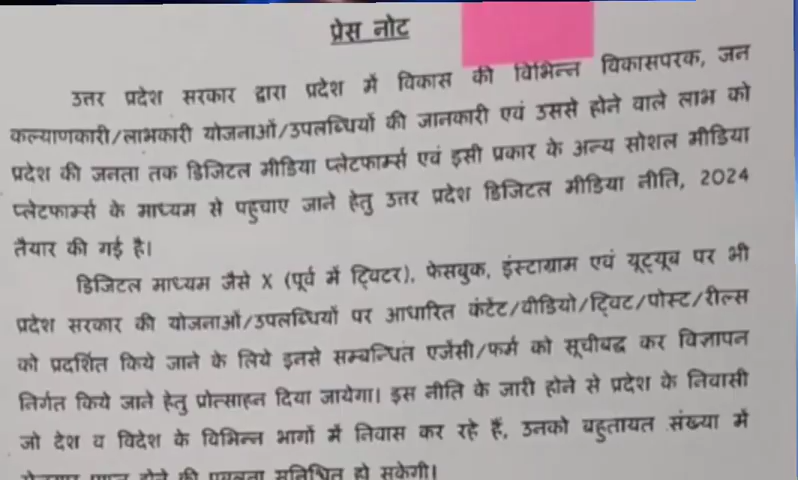 प्रेस नोट
उत्तर प्रदेश सरकार द्वारा प्रदेश में विकास की विभिन्न विकासपरक, जन
कल्याणकारी/लाभकारी योजनाओं/उपलब्धियों की जानकारी एवं उससे होने वाले लाभ को
प्रदेश की जनता तक डिजिटल मीडिया प्लेटफार्म्स एवं इसी प्रकार के अन्य सोशल मीडिया
प्लेटफार्म्स के माध्यम से पहुचाए जाने हेतु उत्तर प्रदेश डिजिटल मीडिया नीति, 2024
तैयार की गई है।
डिजिटल माध्यम जैसे X (पूर्व में ट्विटर), फेसबुक, इंस्टाग्राम एवं यूट्यूब पर भी
प्रदेश सरकार की योजनाओं/उपलब्धियों पर आधारित कंटेट/वीडियो/ट्विट/पोस्ट/रील्स
को प्रदर्शित किये जाने के लिये इनसे सम्बन्धित एजेंसी/फर्म को सूचीबद्ध कर विज्ञापन
निर्गत किये जाने हेतु प्रोत्साहन दिया जायेगा। इस नीति के जारी होने से प्रदेश के निवासी
जो देश व विदेश के विभिन्न भागों में निवास कर रहे हैं, उनको बहुतायत संख्या में
होने की सुनिश्चित हो सकेगी।